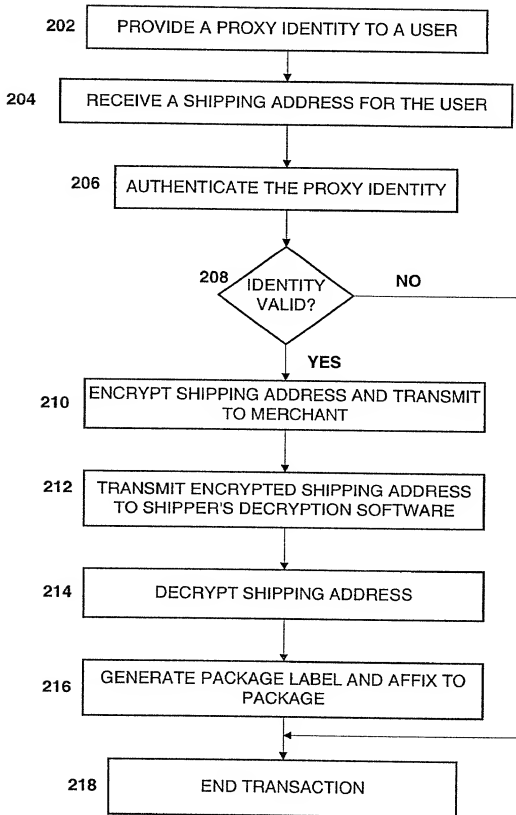 202 PROVIDE A PROXY IDENTITY TO A USER
204 RECEIVE A SHIPPING ADDRESS FOR THE USER
206 AUTHENTICATE THE PROXY IDENTITY
208 IDENTITY
VALID?
NO
YES
210 ENCRYPT SHIPPING ADDRESS AND TRANSMIT
TO MERCHANT
212 TRANSMIT ENCRYPTED SHIPPING ADDRESS
TO SHIPPER'S DECRYPTION SOFTWARE
214 DECRYPT SHIPPING ADDRESS
216 GENERATE PACKAGE LABEL AND AFFIX TO
PACKAGE
218 END TRANSACTION